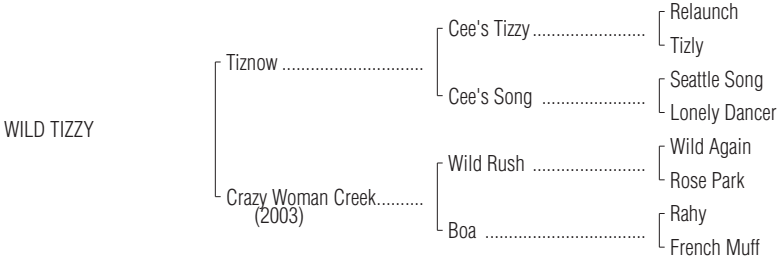 Relaunch
Cee's Tizzy........................
Tizly
Tiznow ..............................
Seattle Song
Cee's Song ......................
Lonely Dancer
WILD TIZZY
Wild Again
Wild Rush ........................
Rose Park
Crazy Woman Creek..........
(2003)
Rahy
Boa ..................................
French Muff